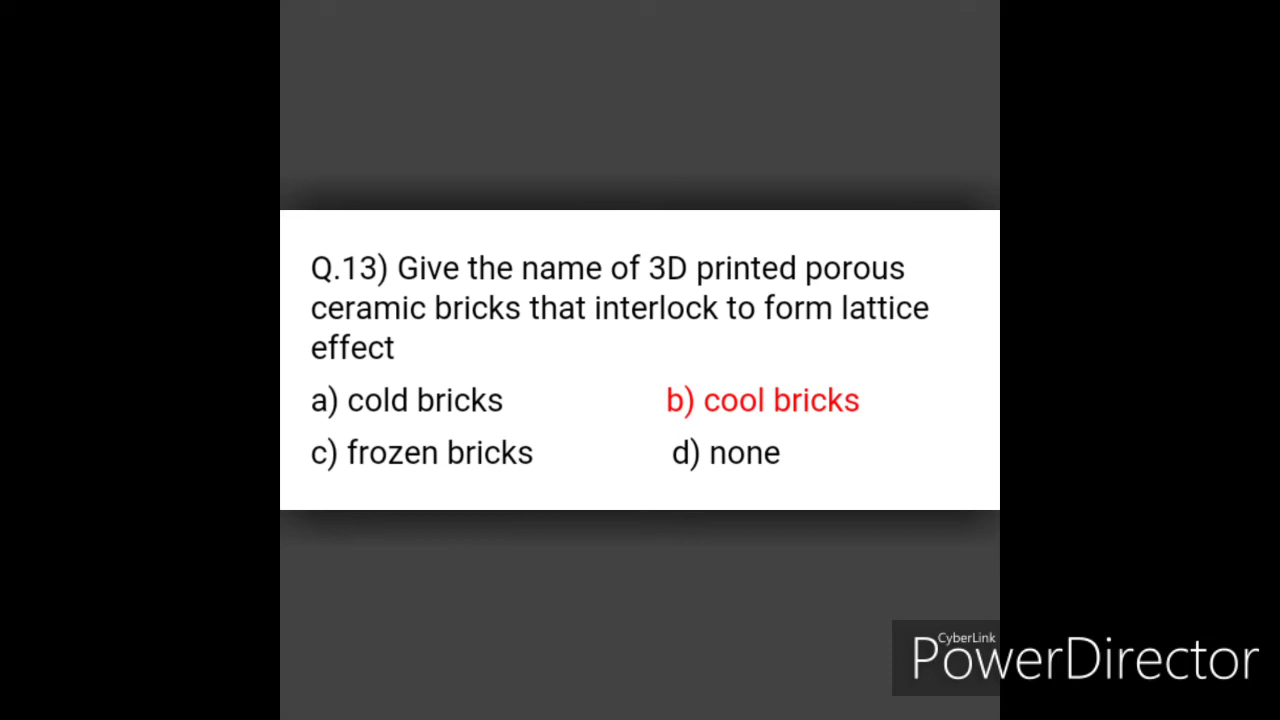 Q.13) Give the name of 3D printed porous
ceramic bricks that interlock to form lattice
effect
a) cold bricks b) cool bricks
c) frozen bricks d) none
CyberLink
PowerDirector